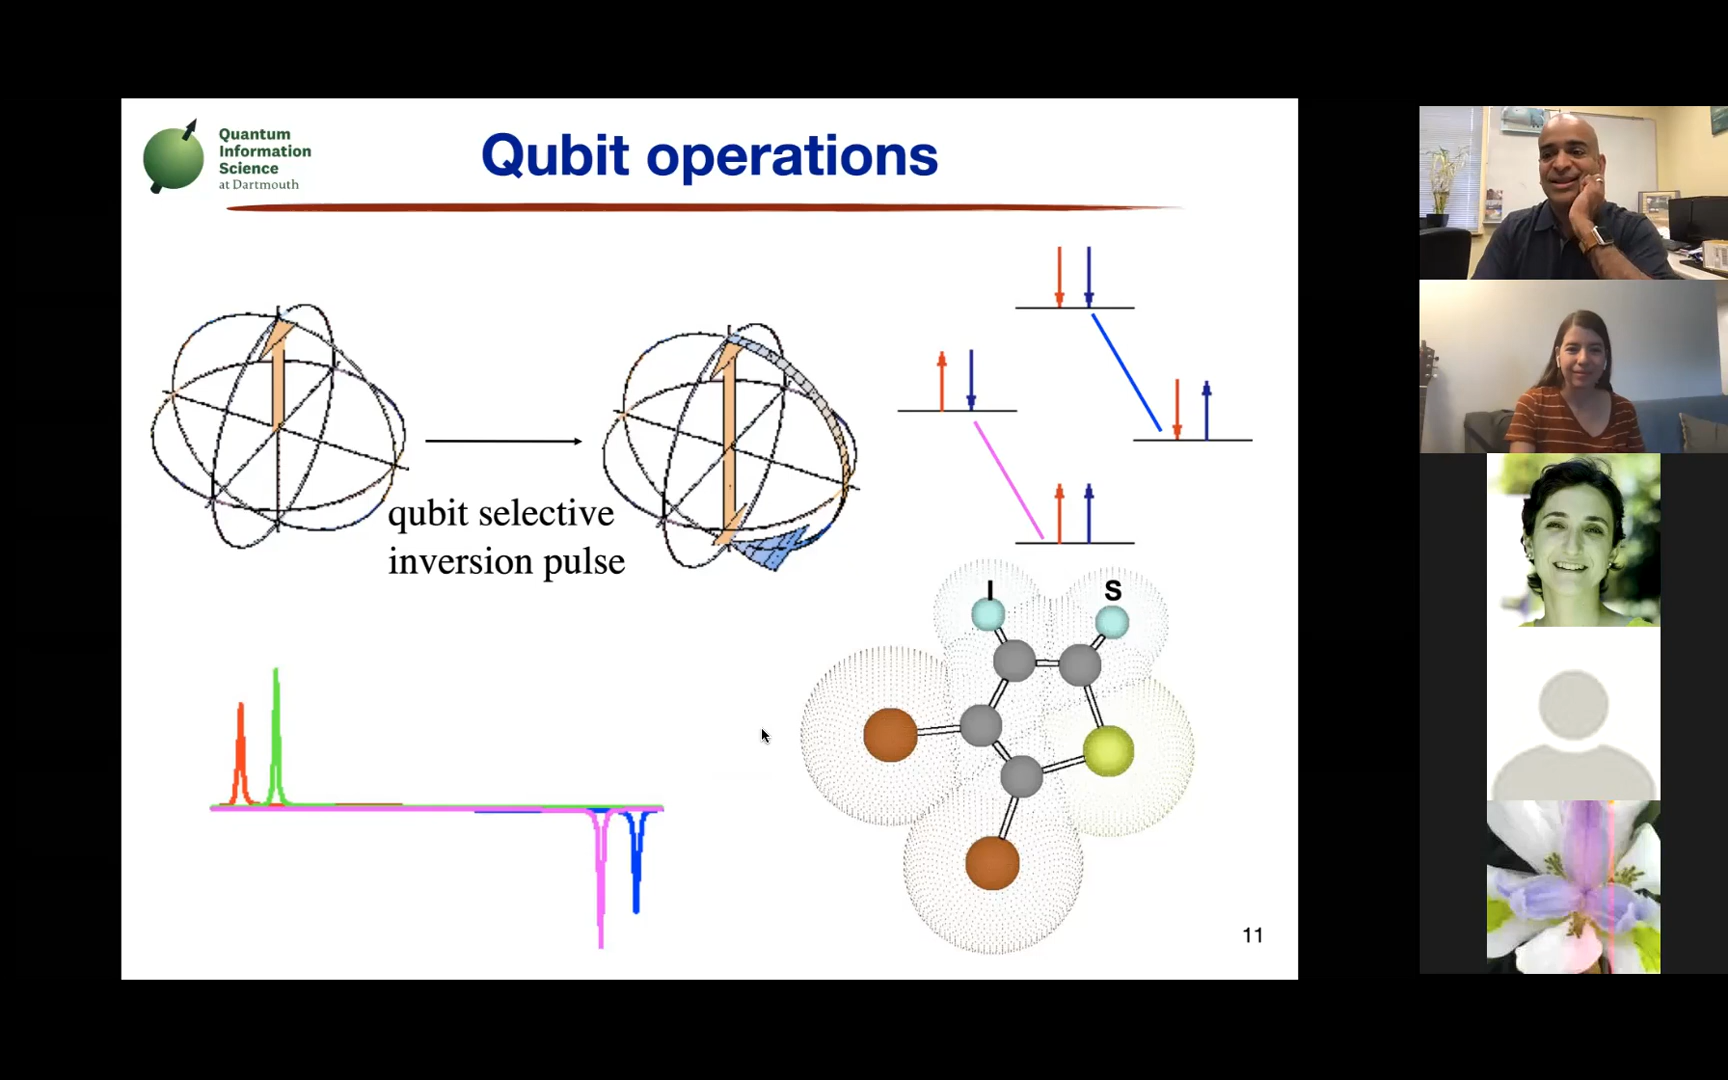 Quantum
Information
Science
at Dartmouth
Qubit operations
qubit selective
inversion pulse
I
S
11